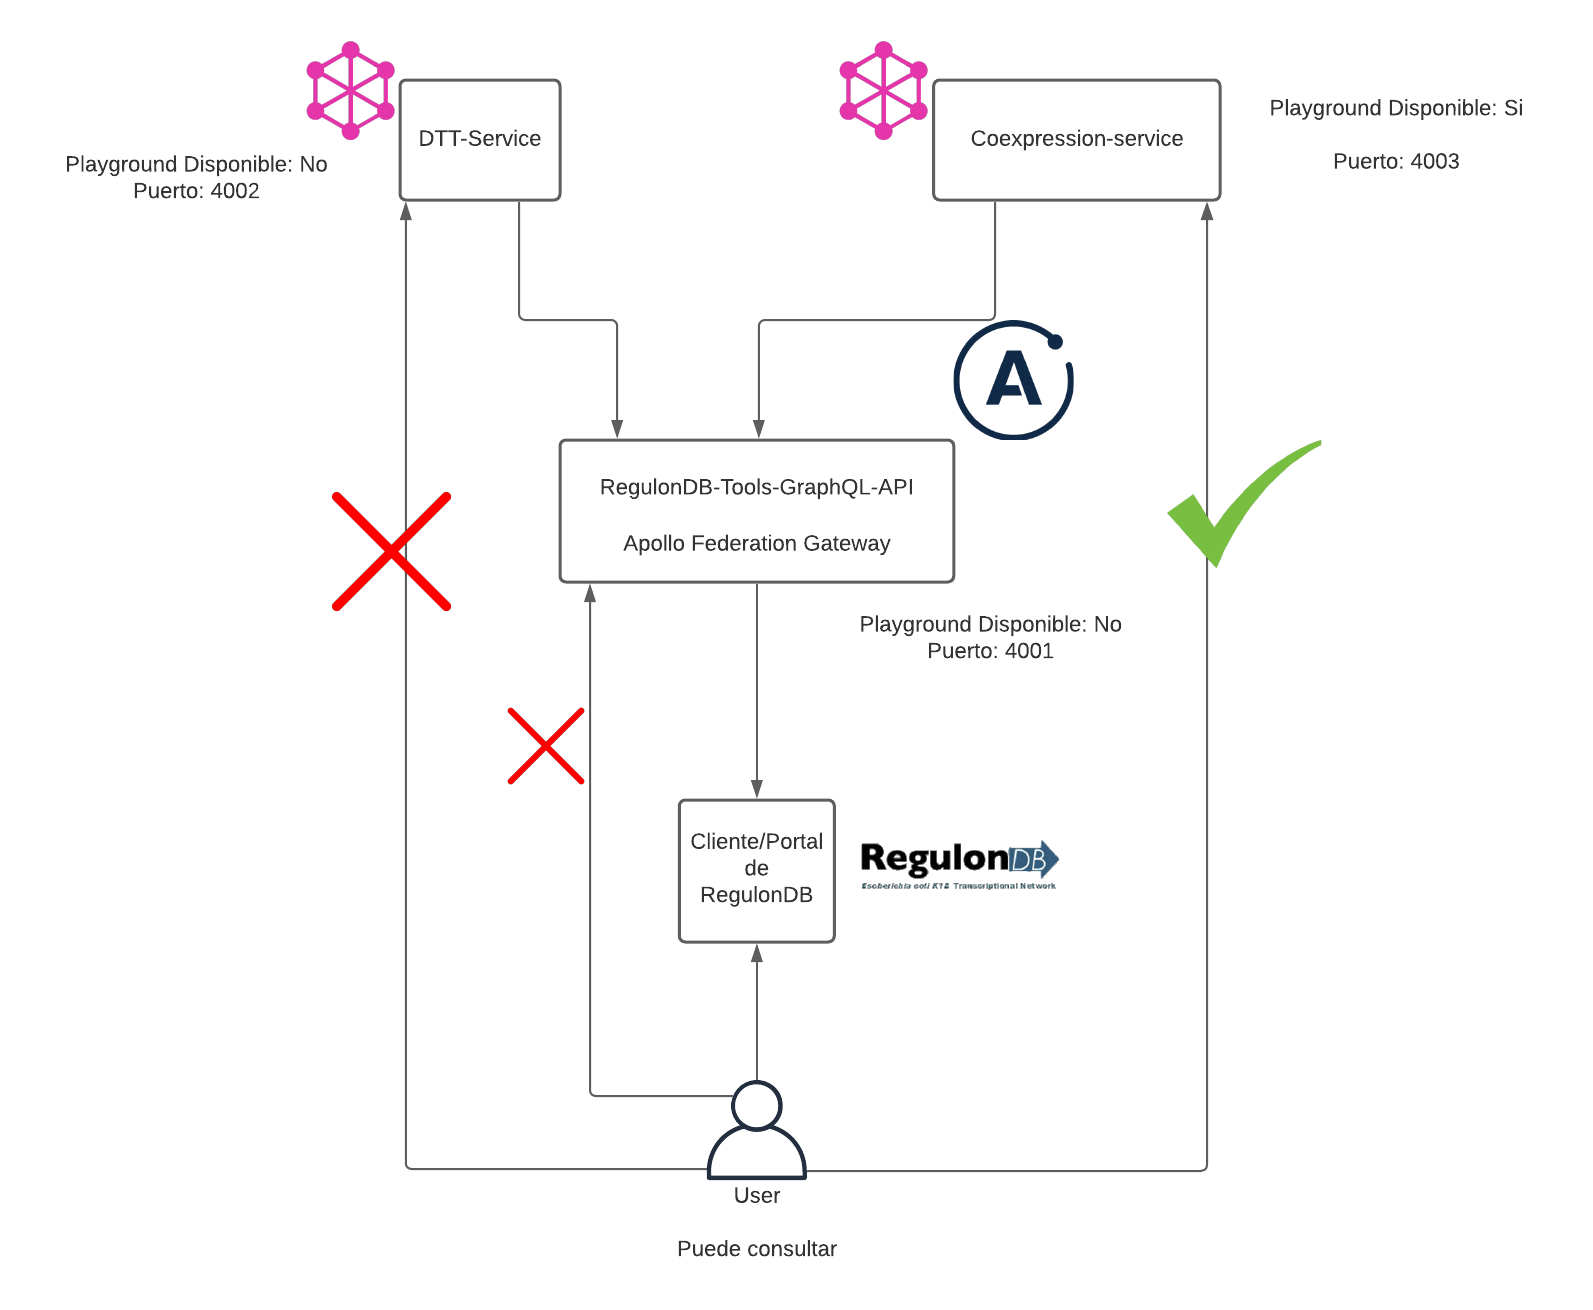 DTT-Service
Coexpression-service
Playground Disponible: Si
Puerto: 4003
Playground Disponible: No
Puerto: 4002
A
RegulonDB-Tools-GraphQL-API
Apollo Federation Gateway
Playground Disponible: No
Puerto: 4001
Cliente/Portal
de
RegulonDB
RegulonDB
Escherichia coli K12 Transcriptional Network
User
Puede consultar